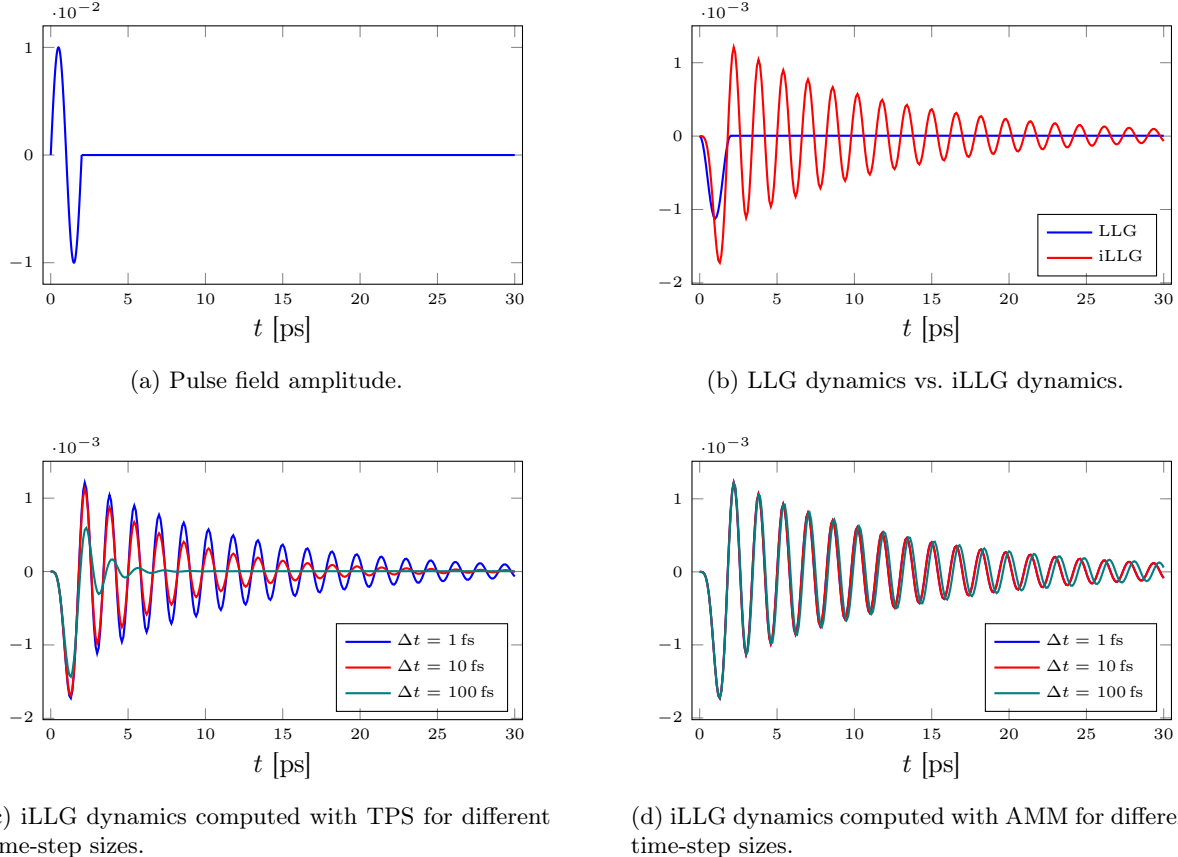 ·10−2
1
0
−1
0 5 10 15 20 25 30
t [ps]
(a) Pulse field amplitude.
·10−3
1
0
−1
−2
LLG
iLLG
0 5 10 15 20 25 30
t [ps]
(b) LLG dynamics vs. iLLG dynamics.
·10−3
1
0
−1
−2
Δt = 1 fs
Δt = 10 fs
Δt = 100 fs
0 5 10 15 20 25 30
t [ps]
) iLLG dynamics computed with TPS for different
me-step sizes.
·10−3
1
0
−1
−2
Δt = 1 fs
Δt = 10 fs
Δt = 100 fs
0 5 10 15 20 25 30
t [ps]
(d) iLLG dynamics computed with AMM for differe
time-step sizes.